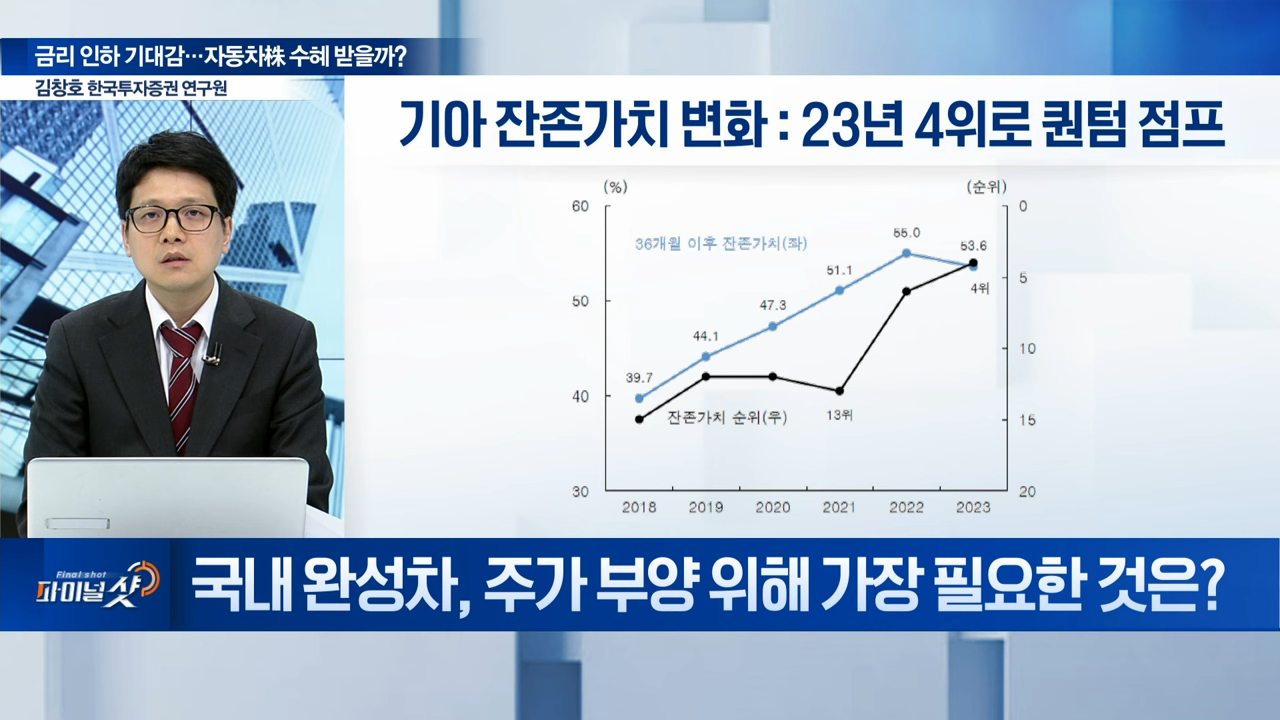 금리 인하 기대감…자동차株 수혜 받을까?
김창호 한국투자증권 연구원
기아 잔존가치 변화 : 23년 4위로 퀀텀 점프
(%)
(순위)
60
50
40
30
0
5
10
15
20
36개월 이후 잔존가치(좌)
39.7
44.1
47.3
51.1
55.0
53.6
4위
13위
잔존가치 순위(우)
2018 2019 2020 2021 2022 2023
Final shot
파이널샷
국내 완성차, 주가 부양 위해 가장 필요한 것은?